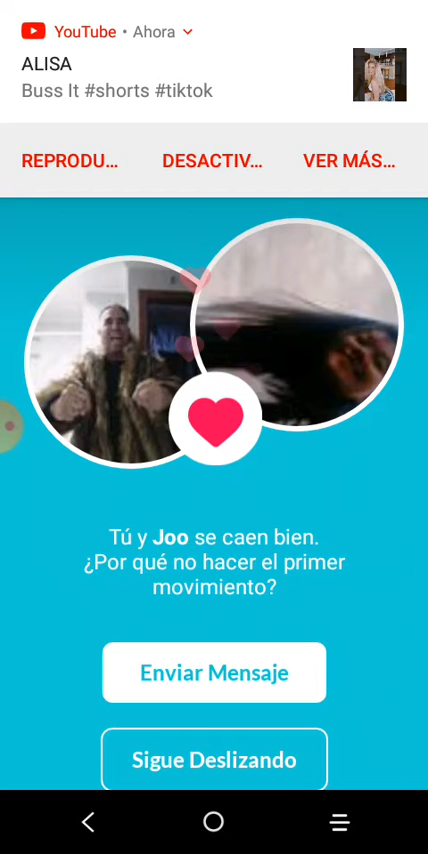 YouTube • Ahora
ALISA
Buss It #shorts #tiktok
REPRODU... DESACTIV... VER MÁS...
Tú y Joo se caen bien.
¿Por qué no hacer el primer
movimiento?
Enviar Mensaje
Sigue Deslizando